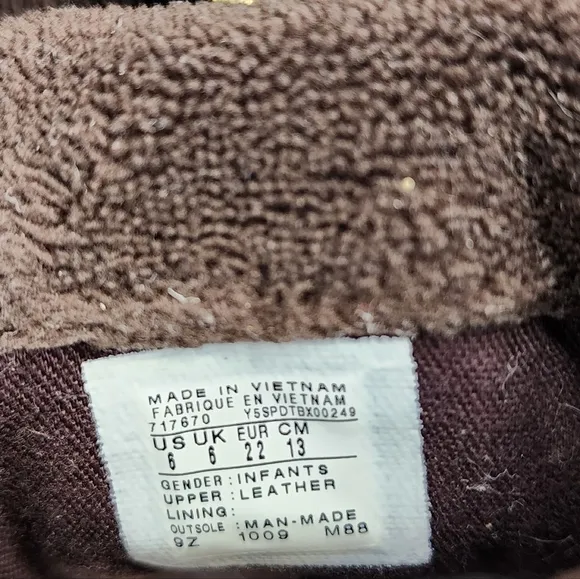 MADE IN VIETNAM
FABRIQUE EN VIETNAM
717670 Y5SPDTBX00249
US UK EUR CM
6 6 22 13
GENDER : INFANTS
UPPER : LEATHER
LINING :
OUTSOLE : MAN-MADE
9Z 1009 M88